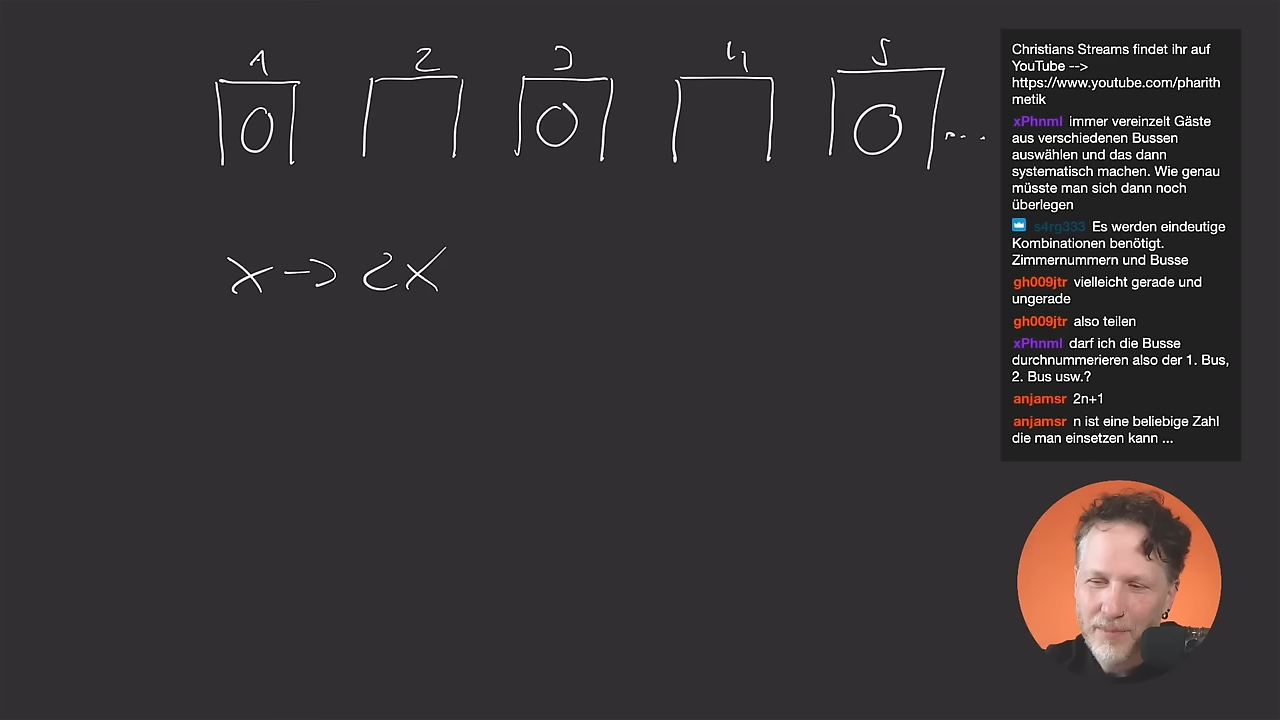 1 2 3 4 5
0 0 0 ...
x → 2x
Christians Streams findet ihr auf
YouTube -->
https://www.youtube.com/pharith
metik
xPhnml immer vereinzelt Gäste
aus verschiedenen Bussen
auswählen und das dann
systematisch machen. Wie genau
müsste man sich dann noch
überlegen
s4rg333 Es werden eindeutige
Kombinationen benötigt.
Zimmernummern und Busse
gh009jtr vielleicht gerade und
ungerade
gh009jtr also teilen
xPhnml darf ich die Busse
durchnummerieren also der 1. Bus,
2. Bus usw.?
anjamsr 2n+1
anjamsr n ist eine beliebige Zahl
die man einsetzen kann ...